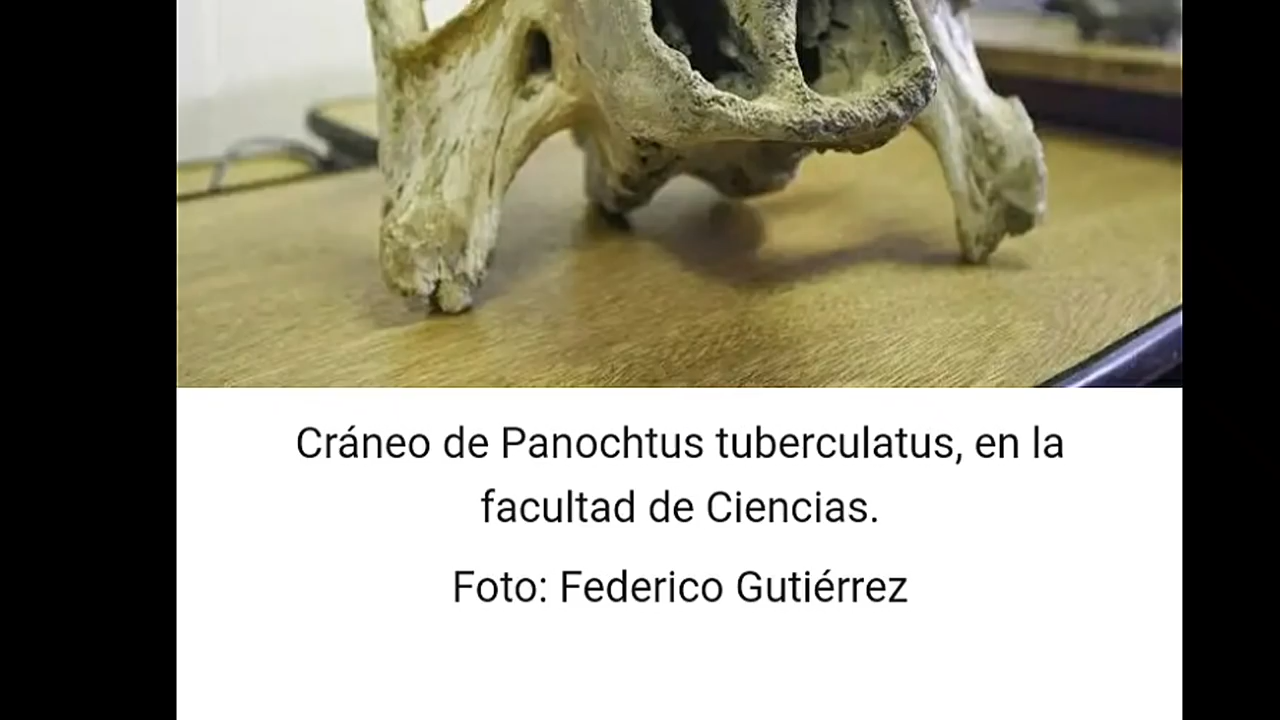 Cráneo de Panochtus tuberculatus, en la
facultad de Ciencias.
Foto: Federico Gutiérrez